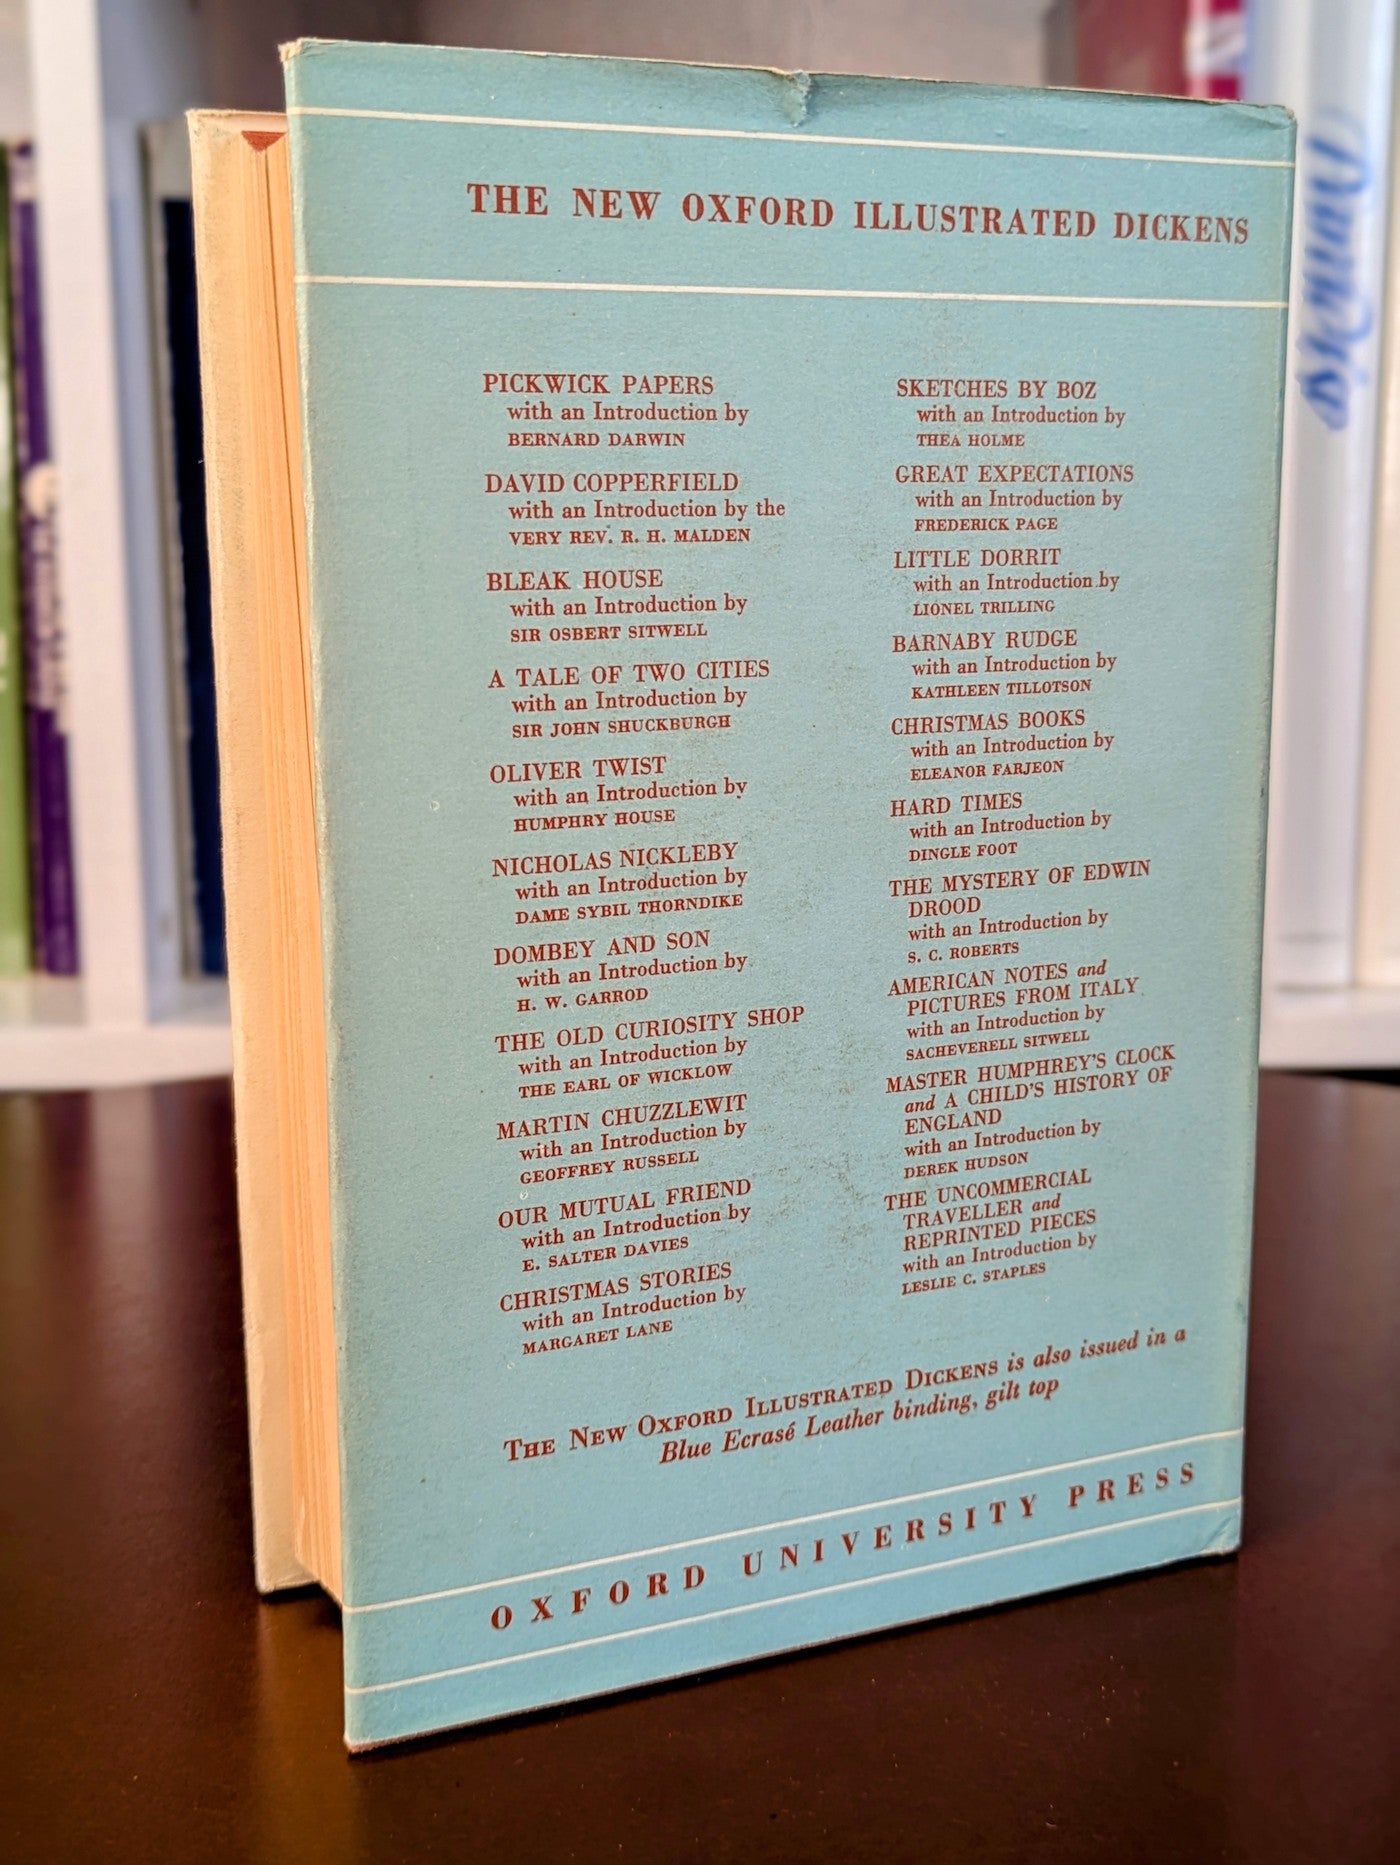 THE NEW OXFORD ILLUSTRATED DICKENS
PICKWICK PAPERS
with an Introduction by
BERNARD DARWIN
DAVID COPPERFIELD
with an Introduction by the
VERY REV. R. H. MALDEN
BLEAK HOUSE
with an Introduction by
SIR OSBERT SITWELL
A TALE OF TWO CITIES
with an Introduction by
SIR JOHN SHUCKBURGH
OLIVER TWIST
with an Introduction by
HUMPHRY HOUSE
NICHOLAS NICKLEBY
with an Introduction by
DAME SYBIL THORNDIKE
DOMBEY AND SON
with an Introduction by
H. W. GARROD
THE OLD CURIOSITY SHOP
with an Introduction by
THE EARL OF WICKLOW
MARTIN CHUZZLEWIT
with an Introduction by
GEOFFREY RUSSELL
OUR MUTUAL FRIEND
with an Introduction by
E. SALTER DAVIES
CHRISTMAS STORIES
with an Introduction by
MARGARET LANE
SKETCHES BY BOZ
with an Introduction by
THEA HOLME
GREAT EXPECTATIONS
with an Introduction by
FREDERICK PAGE
LITTLE DORRIT
with an Introduction by
LIONEL TRILLING
BARNABY RUDGE
with an Introduction by
KATHLEEN TILLOTSON
CHRISTMAS BOOKS
with an Introduction by
ELEANOR FARJEON
HARD TIMES
with an Introduction by
DINGLE FOOT
THE MYSTERY OF EDWIN
DROOD
with an Introduction by
S. C. ROBERTS
AMERICAN NOTES and
PICTURES FROM ITALY
with an Introduction by
SACHEVERELL SITWELL
MASTER HUMPHREY'S CLOCK
and A CHILD'S HISTORY OF
ENGLAND
with an Introduction by
DEREK HUDSON
THE UNCOMMERCIAL
TRAVELLER and
REPRINTED PIECES
with an Introduction by
LESLIE C. STAPLES
THE NEW OXFORD ILLUSTRATED DICKENS is also issued in a
Blue Ecrasé Leather binding, gilt top
OXFORD UNIVERSITY PRESS